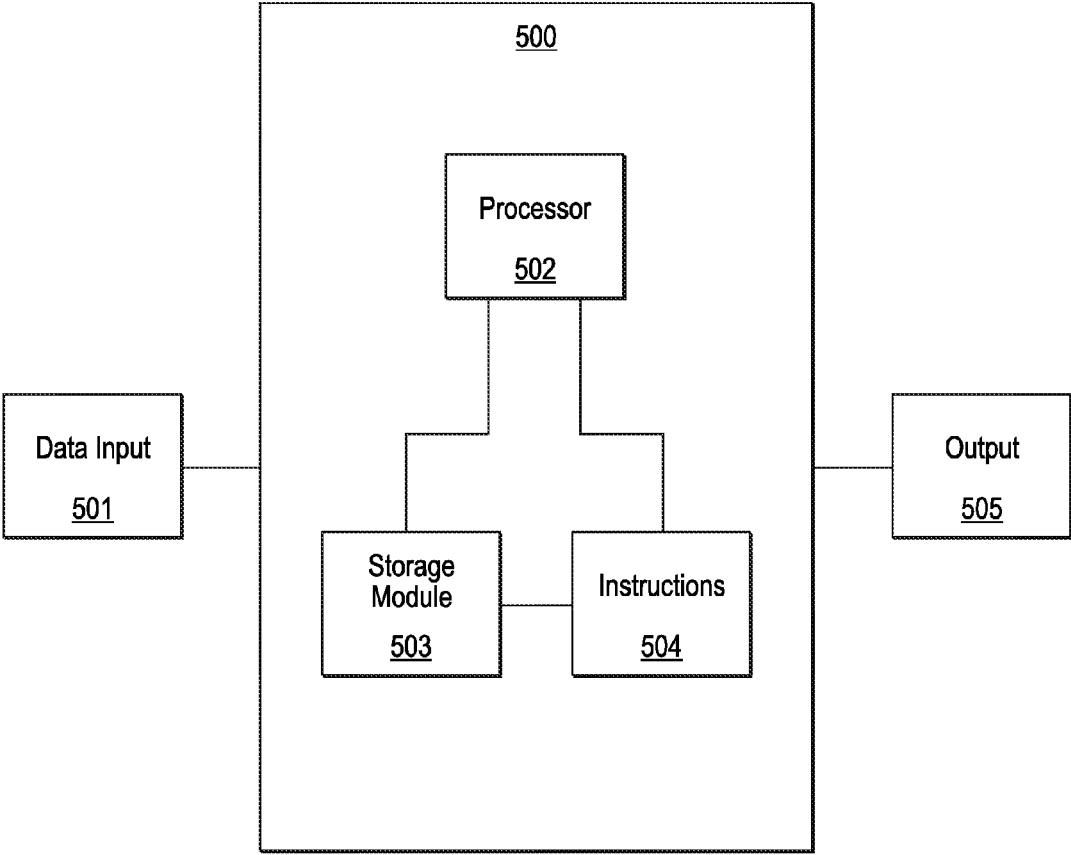 500
Processor
502
Data Input
501
Output
505
Storage
Module
503
Instructions
504